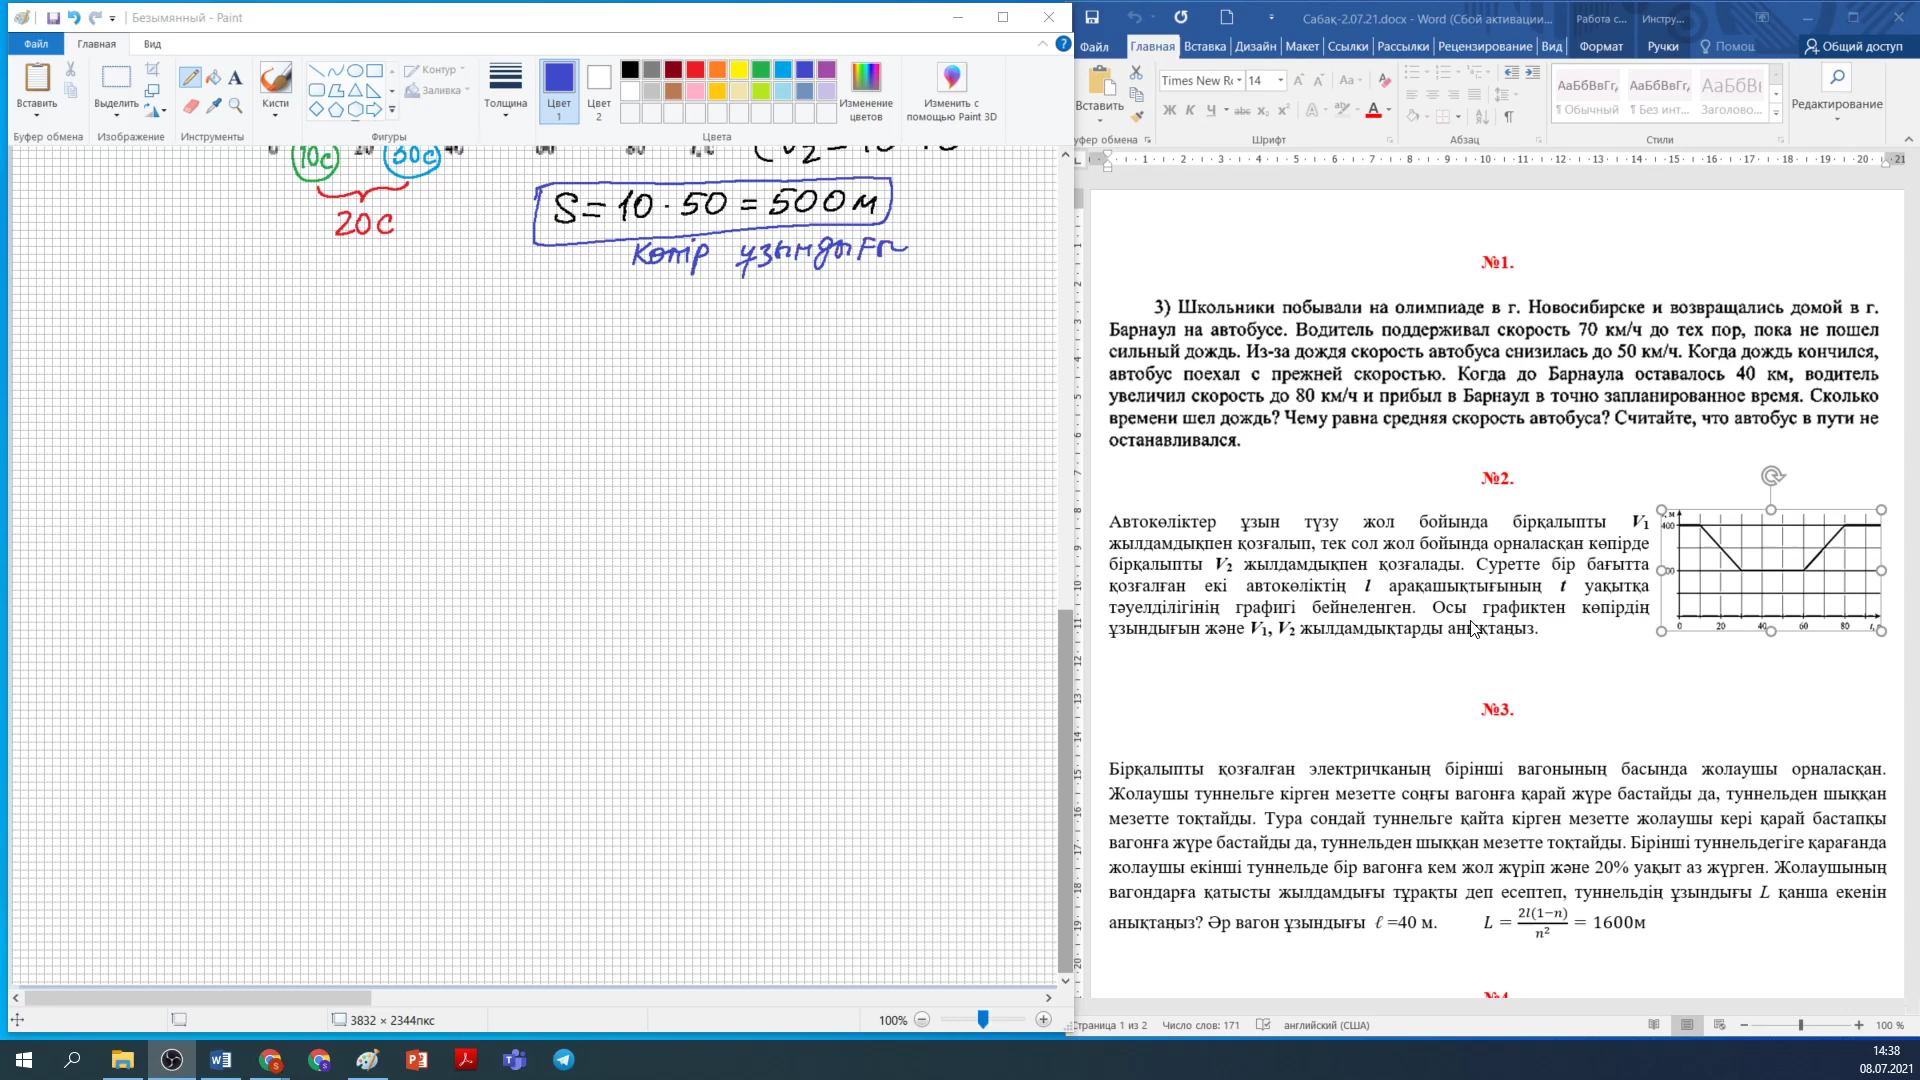 Безымянный - Paint
Файл
Главная
Вид
Вставить
Выделить
Кисти
Контур
Заливка
Толщина
Цвет 1
Цвет 2
Изменение цветов
Изменить с помощью Paint 3D
Буфер обмена
Изображение
Инструменты
Фигуры
Цвета
10с
20с
S = 10 · 50 = 500м
көпір ұзындығы
3832 × 2344пкс
100%
Сабақ-2.07.21.docx - Word (Сбой активации...
Работа с...
Инстру...
Файл
Главная
Вставка
Дизайн
Макет
Ссылки
Рассылки
Рецензирование
Вид
Формат
Ручки
Помощ
Общий доступ
Вставить
Times New Rc
14
Ж К Ч abc x₂ x²
АаБбВвГг,
АаБбВвГг,
¶ Обычный
¶ Без инте...
Заголово...
Редактирование
уфер обмена
Шрифт
Абзац
Стили
№1.
3) Школьники побывали на олимпиаде в г. Новосибирске и возвращались домой в г.
Барнаул на автобусе. Водитель поддерживал скорость 70 км/ч до тех пор, пока не пошел
сильный дождь. Из-за дождя скорость автобуса снизилась до 50 км/ч. Когда дождь кончился,
автобус поехал с прежней скоростью. Когда до Барнаула оставалось 40 км, водитель
увеличил скорость до 80 км/ч и прибыл в Барнаул в точно запланированное время. Сколько
времени шел дождь? Чему равна средняя скорость автобуса? Считайте, что автобус в пути не
останавливался.
№2.
Автокөліктер ұзын түзу жол бойында бірқалыпты V₁
жылдамдықпен қозғалып, тек сол жол бойында орналасқан көпірде
бірқалыпты V₂ жылдамдықпен қозғалады. Суретте бір бағытта
қозғалған екі автокөліктің l арақашықтығының t уақытқа
тәуелділігінің графигі бейнеленген. Осы графиктен көпірдің
ұзындығын және V₁, V₂ жылдамдықтарды анықтаңыз.
400
0 20 40 60 80
№3.
Бірқалыпты қозғалған электричканың бірінші вагонының басында жолаушы орналасқан.
Жолаушы туннельге кірген мезетте соңғы вагонға қарай жүре бастайды да, туннельден шыққан
мезетте тоқтайды. Тура сондай туннельге қайта кірген мезетте жолаушы кері қарай бастапқы
вагонға жүре бастайды да, туннельден шыққан мезетте тоқтайды. Бірінші туннельдегіге қарағанда
жолаушы екінші туннельде бір вагонға кем жол жүріп және 20% уақыт аз жүрген. Жолаушының
вагондарға қатысты жылдамдығы тұрақты деп есептеп, туннельдің ұзындығы L қанша екенін
анықтаңыз? Әр вагон ұзындығы ℓ =40 м. L = 2l(1−n)/n² = 1600м
Страница 1 из 2
Число слов: 171
английский (США)
100 %
14:38
08.07.2021